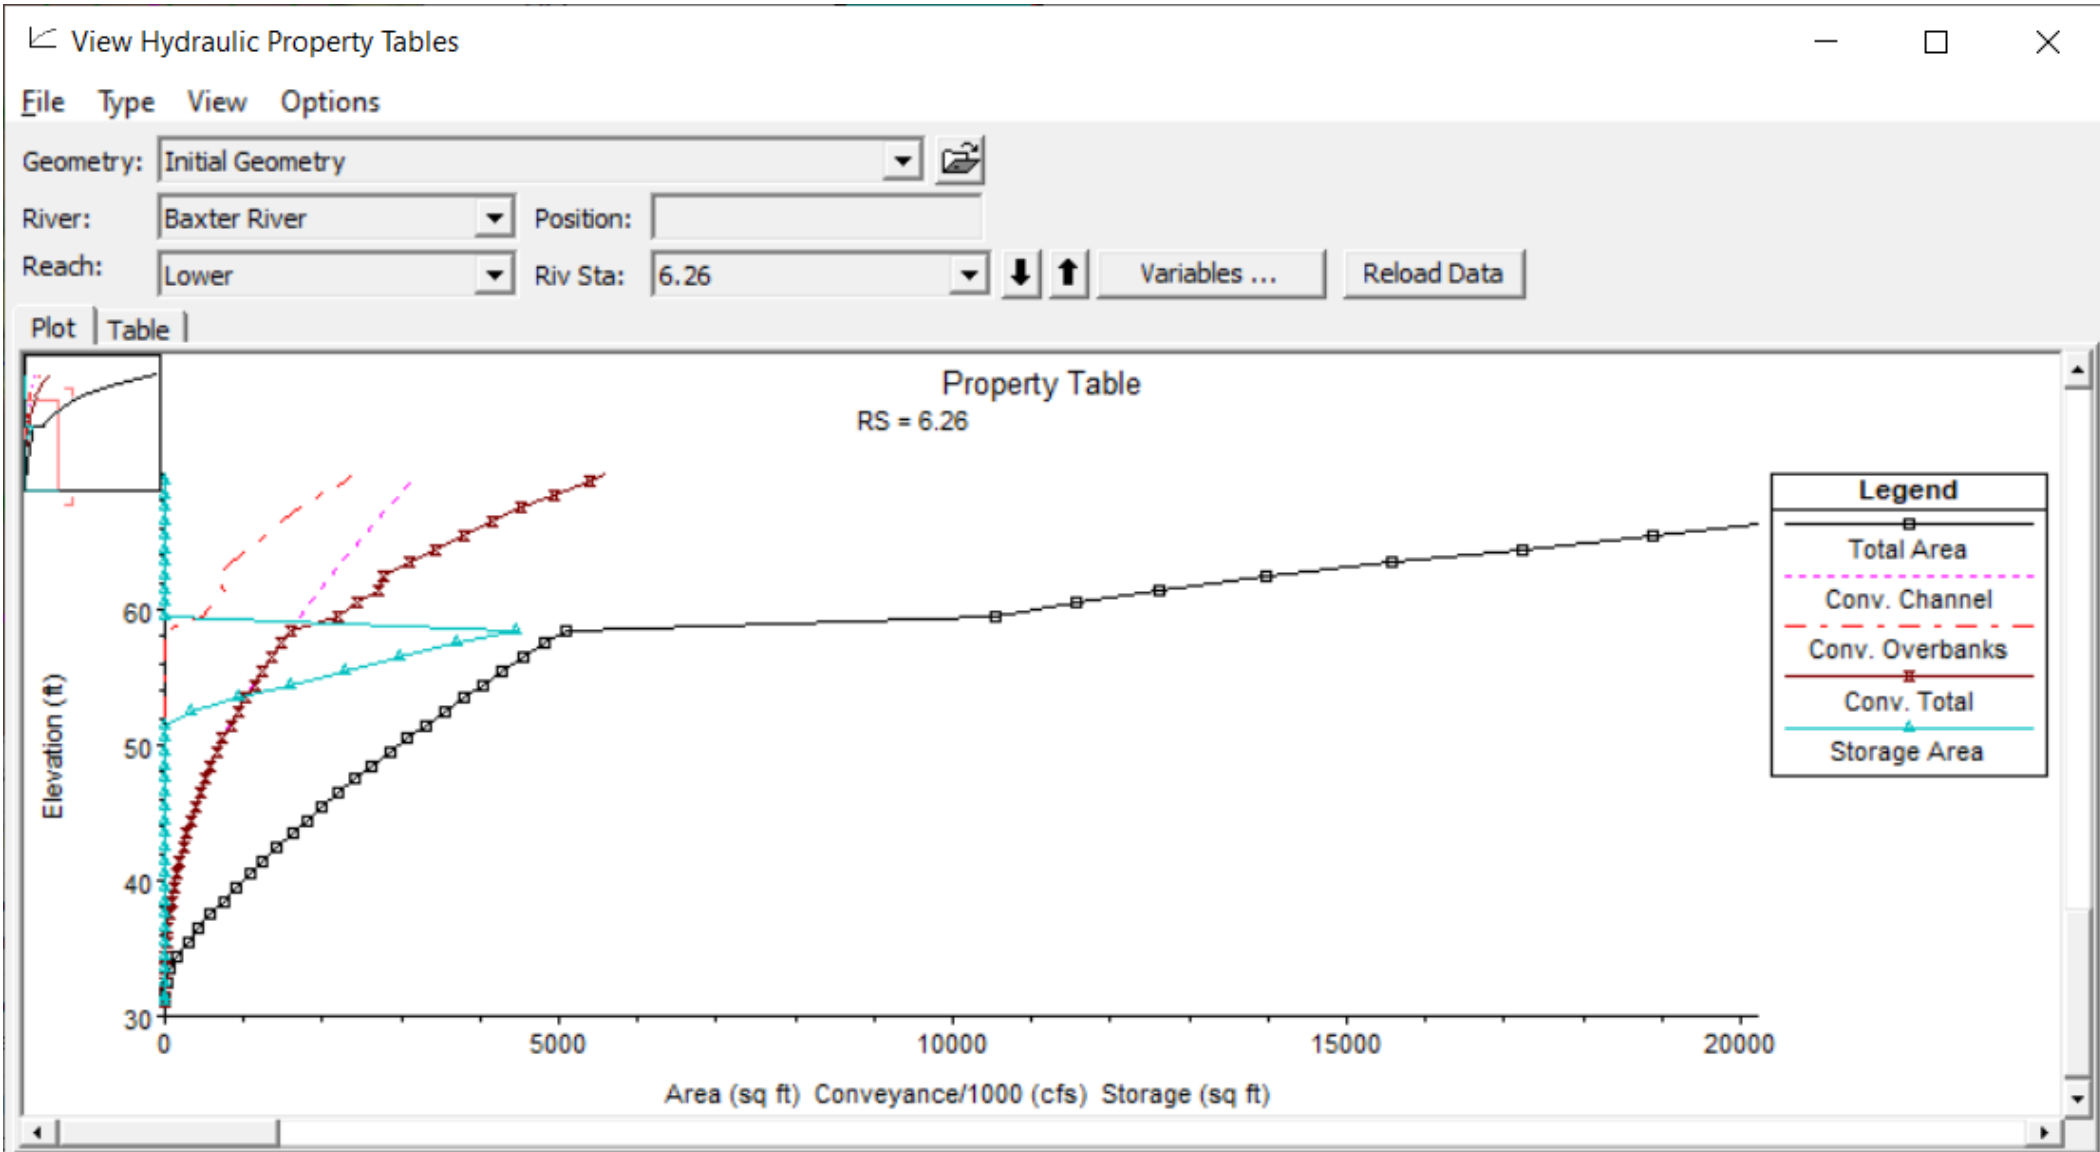 View Hydraulic Property Tables
File Type View Options
Geometry: Initial Geometry
River: Baxter River Position:
Reach: Lower Riv Sta: 6.26 Variables ... Reload Data
Plot Table
Property Table
RS = 6.26
Legend
Total Area
Conv. Channel
Conv. Overbanks
Conv. Total
Storage Area
Elevation (ft)
60
50
40
30
0 5000 10000 15000 20000
Area (sq ft) Conveyance/1000 (cfs) Storage (sq ft)